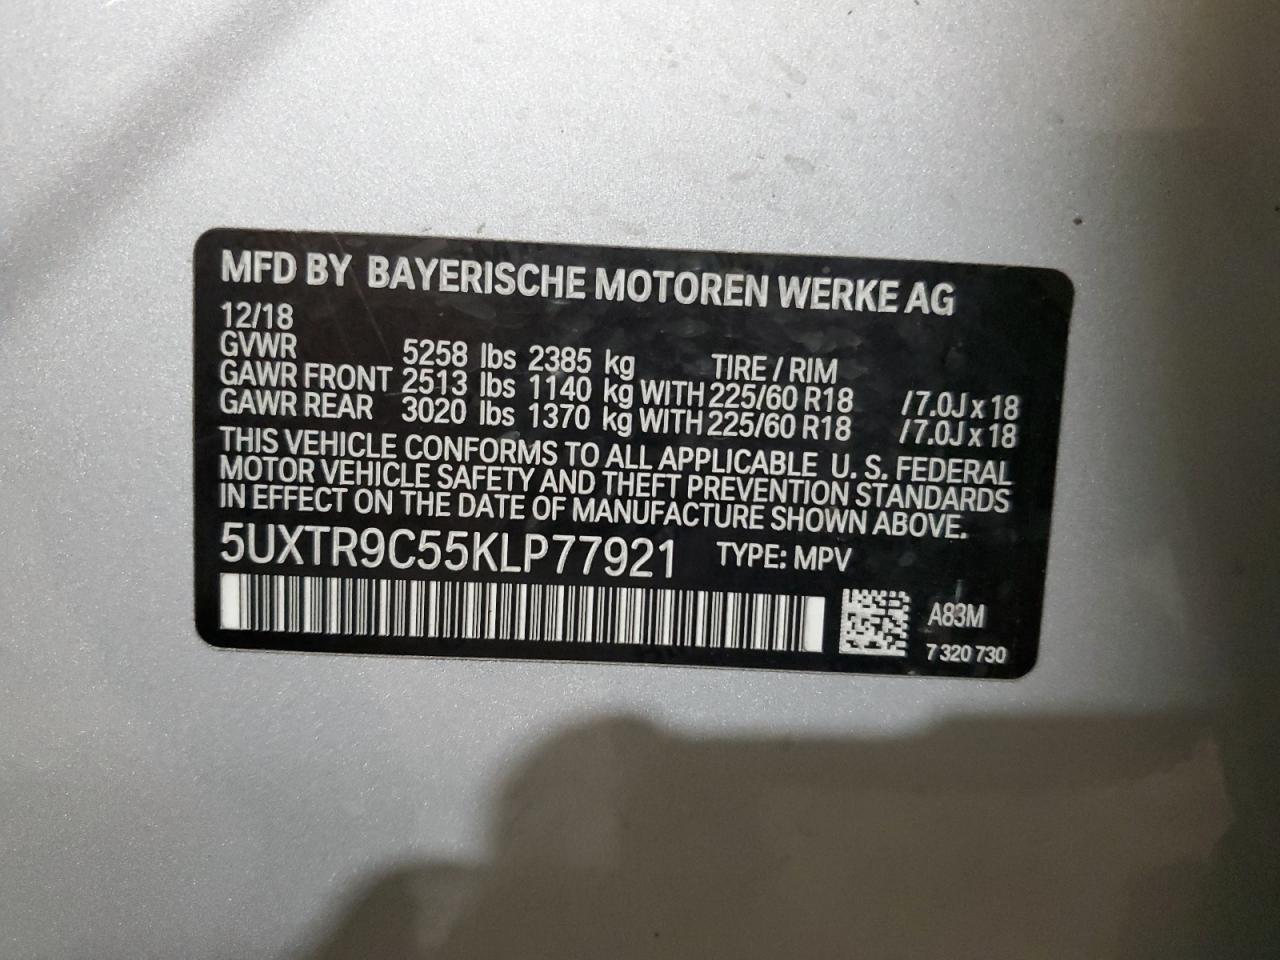 MFD BY BAYERISCHE MOTOREN WERKE AG
12/18
GVWR 5258 lbs 2385 kg TIRE / RIM
GAWR FRONT 2513 lbs 1140 kg WITH 225/60 R18 / 7.0J x 18
GAWR REAR 3020 lbs 1370 kg WITH 225/60 R18 / 7.0J x 18
THIS VEHICLE CONFORMS TO ALL APPLICABLE U. S. FEDERAL
MOTOR VEHICLE SAFETY AND THEFT PREVENTION STANDARDS
IN EFFECT ON THE DATE OF MANUFACTURE SHOWN ABOVE.
5UXTR9C55KLP77921 TYPE: MPV
A83M
7 320 730